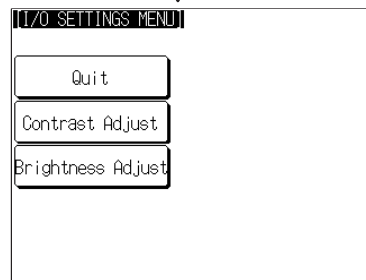 [I/O SETTINGS MENU]
Quit
Contrast Adjust
Brightness Adjust